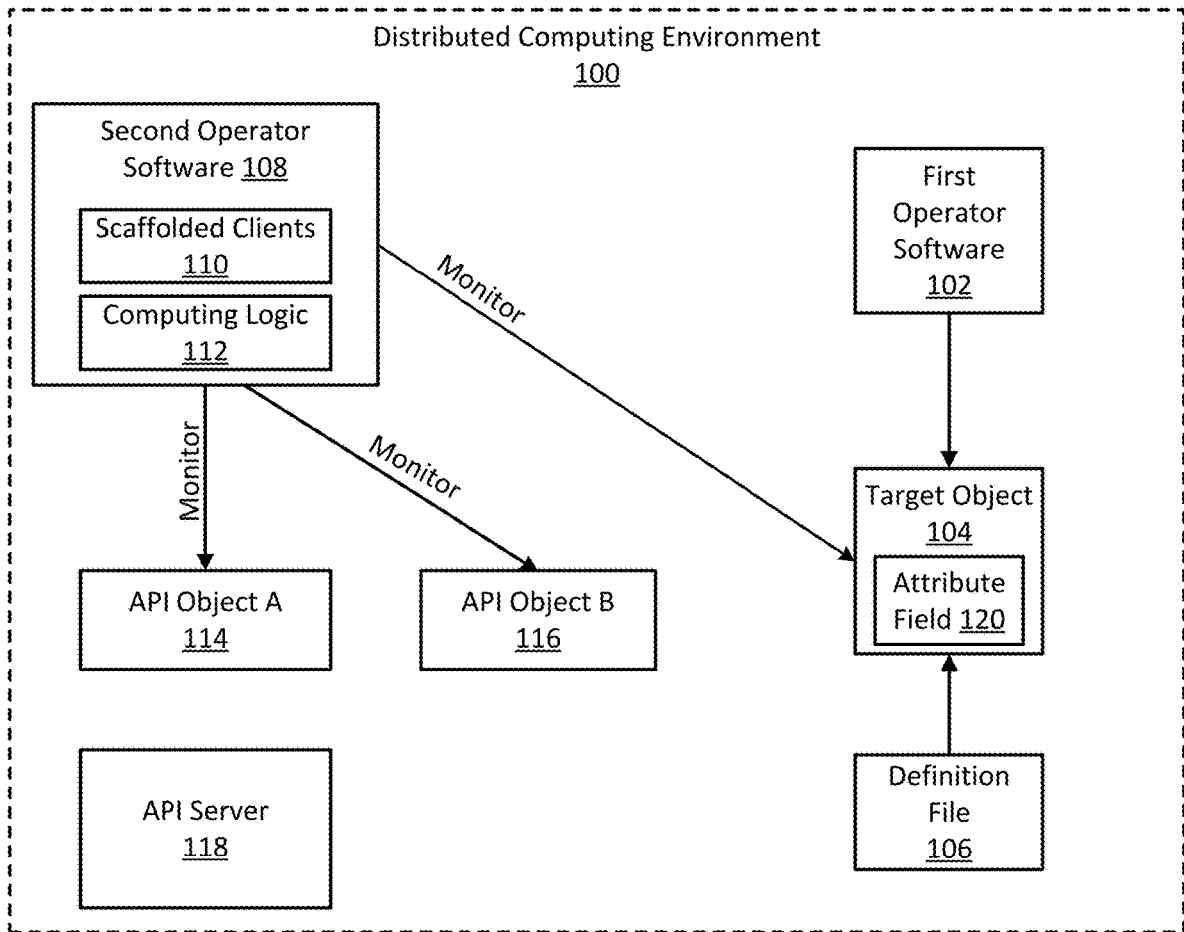 Distributed Computing Environment
100
Second Operator
Software 108
Scaffolded Clients
110
Computing Logic
112
First
Operator
Software
102
Monitor
Monitor
Monitor
Target Object
104
Attribute
Field 120
API Object A
114
API Object B
116
API Server
118
Definition
File
106